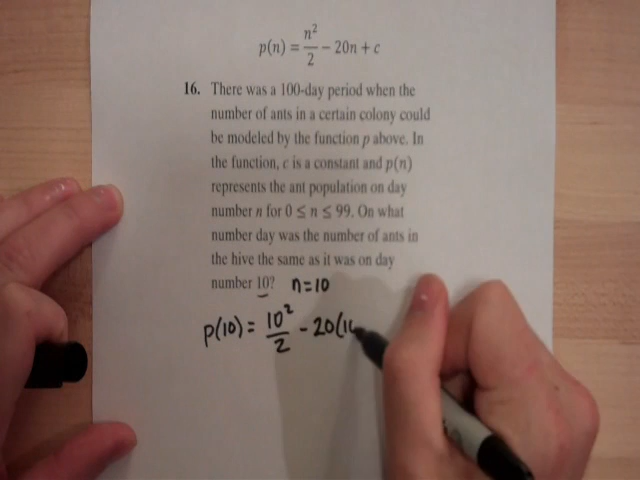 p(n) = n²/2 − 20n + c
16. There was a 100-day period when the
number of ants in a certain colony could
be modeled by the function p above. In
the function, c is a constant and p(n)
represents the ant population on day
number n for 0 ≤ n ≤ 99. On what
number day was the number of ants in
the hive the same as it was on day
number 10? n=10
p(10) = 10²/2 - 20(10